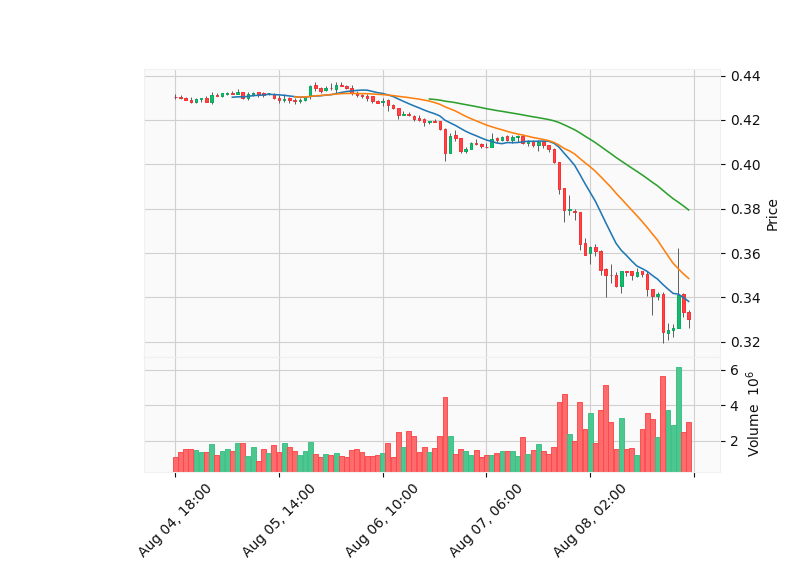 0.44
0.42
0.40
0.38
0.36
0.34
0.32
Price
6
4
2
Volume 10⁶
Aug 04, 18:00
Aug 05, 14:00
Aug 06, 10:00
Aug 07, 06:00
Aug 08, 02:00